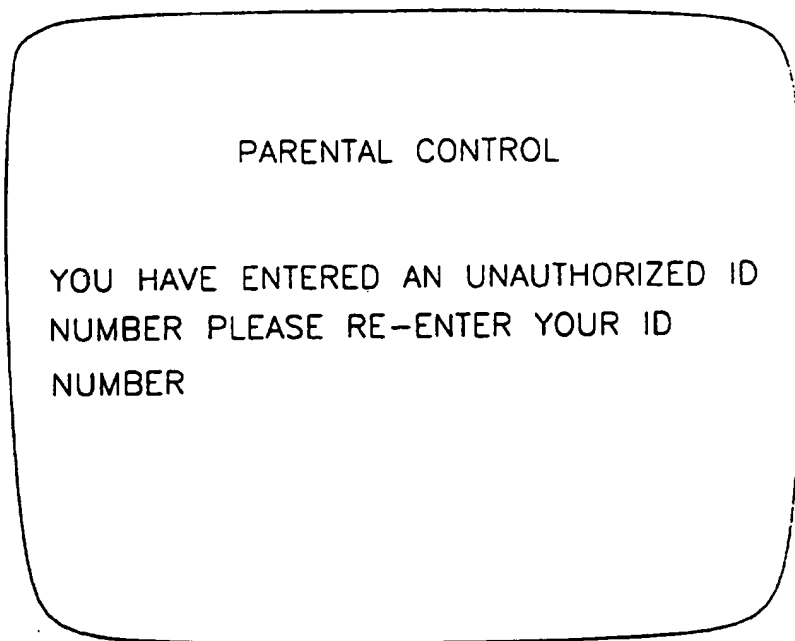 PARENTAL CONTROL
YOU HAVE ENTERED AN UNAUTHORIZED ID
NUMBER PLEASE RE-ENTER YOUR ID
NUMBER